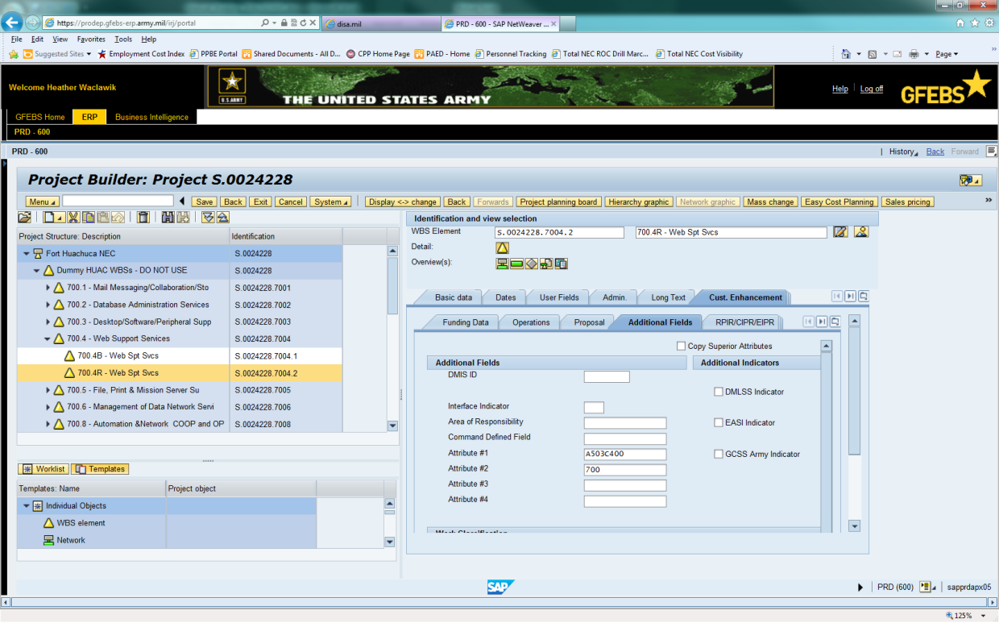 https://prodep.gfebs-erp.army.mil/irj/portal
disa.mil
PRD - 600 - SAP NetWeaver ...
File Edit View Favorites Tools Help
Suggested Sites Employment Cost Index PPBE Portal Shared Documents - All D... CPP Home Page PAED - Home Personnel Tracking Total NEC ROC Drill Marc... Total NEC Cost Visibility Page
Welcome Heather Waclawik
U.S. ARMY
THE UNITED STATES ARMY
Help Log off
GFEBS
GFEBS Home ERP Business Intelligence
PRD - 600
PRD - 600
History Back Forward
Project Builder: Project S.0024228
Menu Save Back Exit Cancel System Display <-> change Back Forwards Project planning board Hierarchy graphic Network graphic Mass change Easy Cost Planning Sales pricing
Project Structure: Description Identification
Fort Huachuca NEC S.0024228
Dummy HUAC WBSs - DO NOT USE S.0024228
700.1 - Mail Messaging/Collaboration/Sto S.0024228.7001
700.2 - Database Administration Services S.0024228.7002
700.3 - Desktop/Software/Peripheral Supp S.0024228.7003
700.4 - Web Support Services S.0024228.7004
700.4B - Web Spt Svcs S.0024228.7004.1
700.4R - Web Spt Svcs S.0024228.7004.2
700.5 - File, Print & Mission Server Su S.0024228.7005
700.6 - Management of Data Network Servi S.0024228.7006
700.8 - Automation &Network COOP and OP S.0024228.7008
Worklist Templates
Templates: Name Project object
Individual Objects
WBS element
Network
Identification and view selection
WBS Element S.0024228.7004.2 700.4R - Web Spt Svcs
Detail:
Overview(s):
Basic data Dates User Fields Admin. Long Text Cust. Enhancement
Funding Data Operations Proposal Additional Fields RPIR/CIPR/EIPR
Copy Superior Attributes
Additional Fields Additional Indicators
DMIS ID
DMLSS Indicator
Interface Indicator
Area of Responsibility EASI Indicator
Command Defined Field
Attribute #1 A503C400 GCSS Army Indicator
Attribute #2 700
Attribute #3
Attribute #4
Work Classification
SAP
PRD (600) sapprdapx05
125%